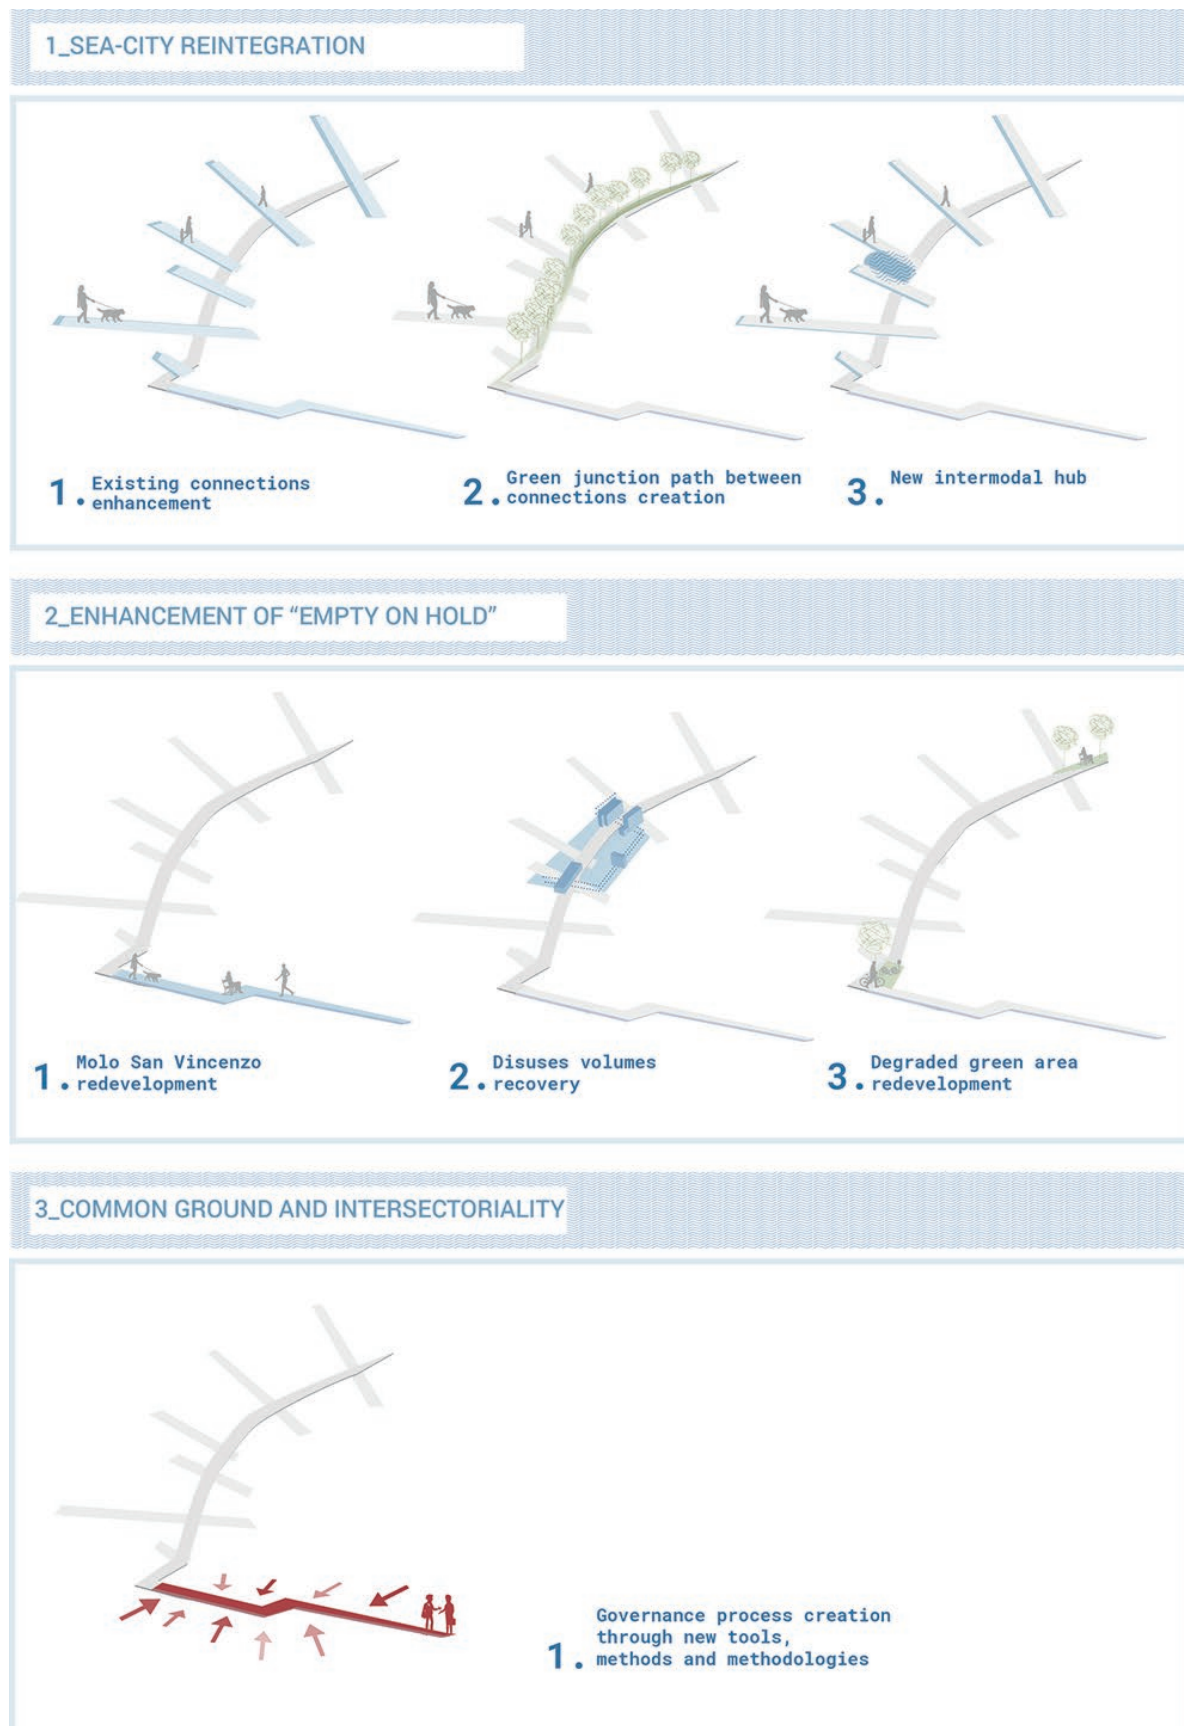 1_SEA-CITY REINTEGRATION
1. Existing connections
enhancement
2. Green junction path between
connections creation
3. New intermodal hub
2_ENHANCEMENT OF “EMPTY ON HOLD”
1. Molo San Vincenzo
redevelopment
2. Disuses volumes
recovery
3. Degraded green area
redevelopment
3_COMMON GROUND AND INTERSECTORIALITY
1. Governance process creation
through new tools,
methods and methodologies